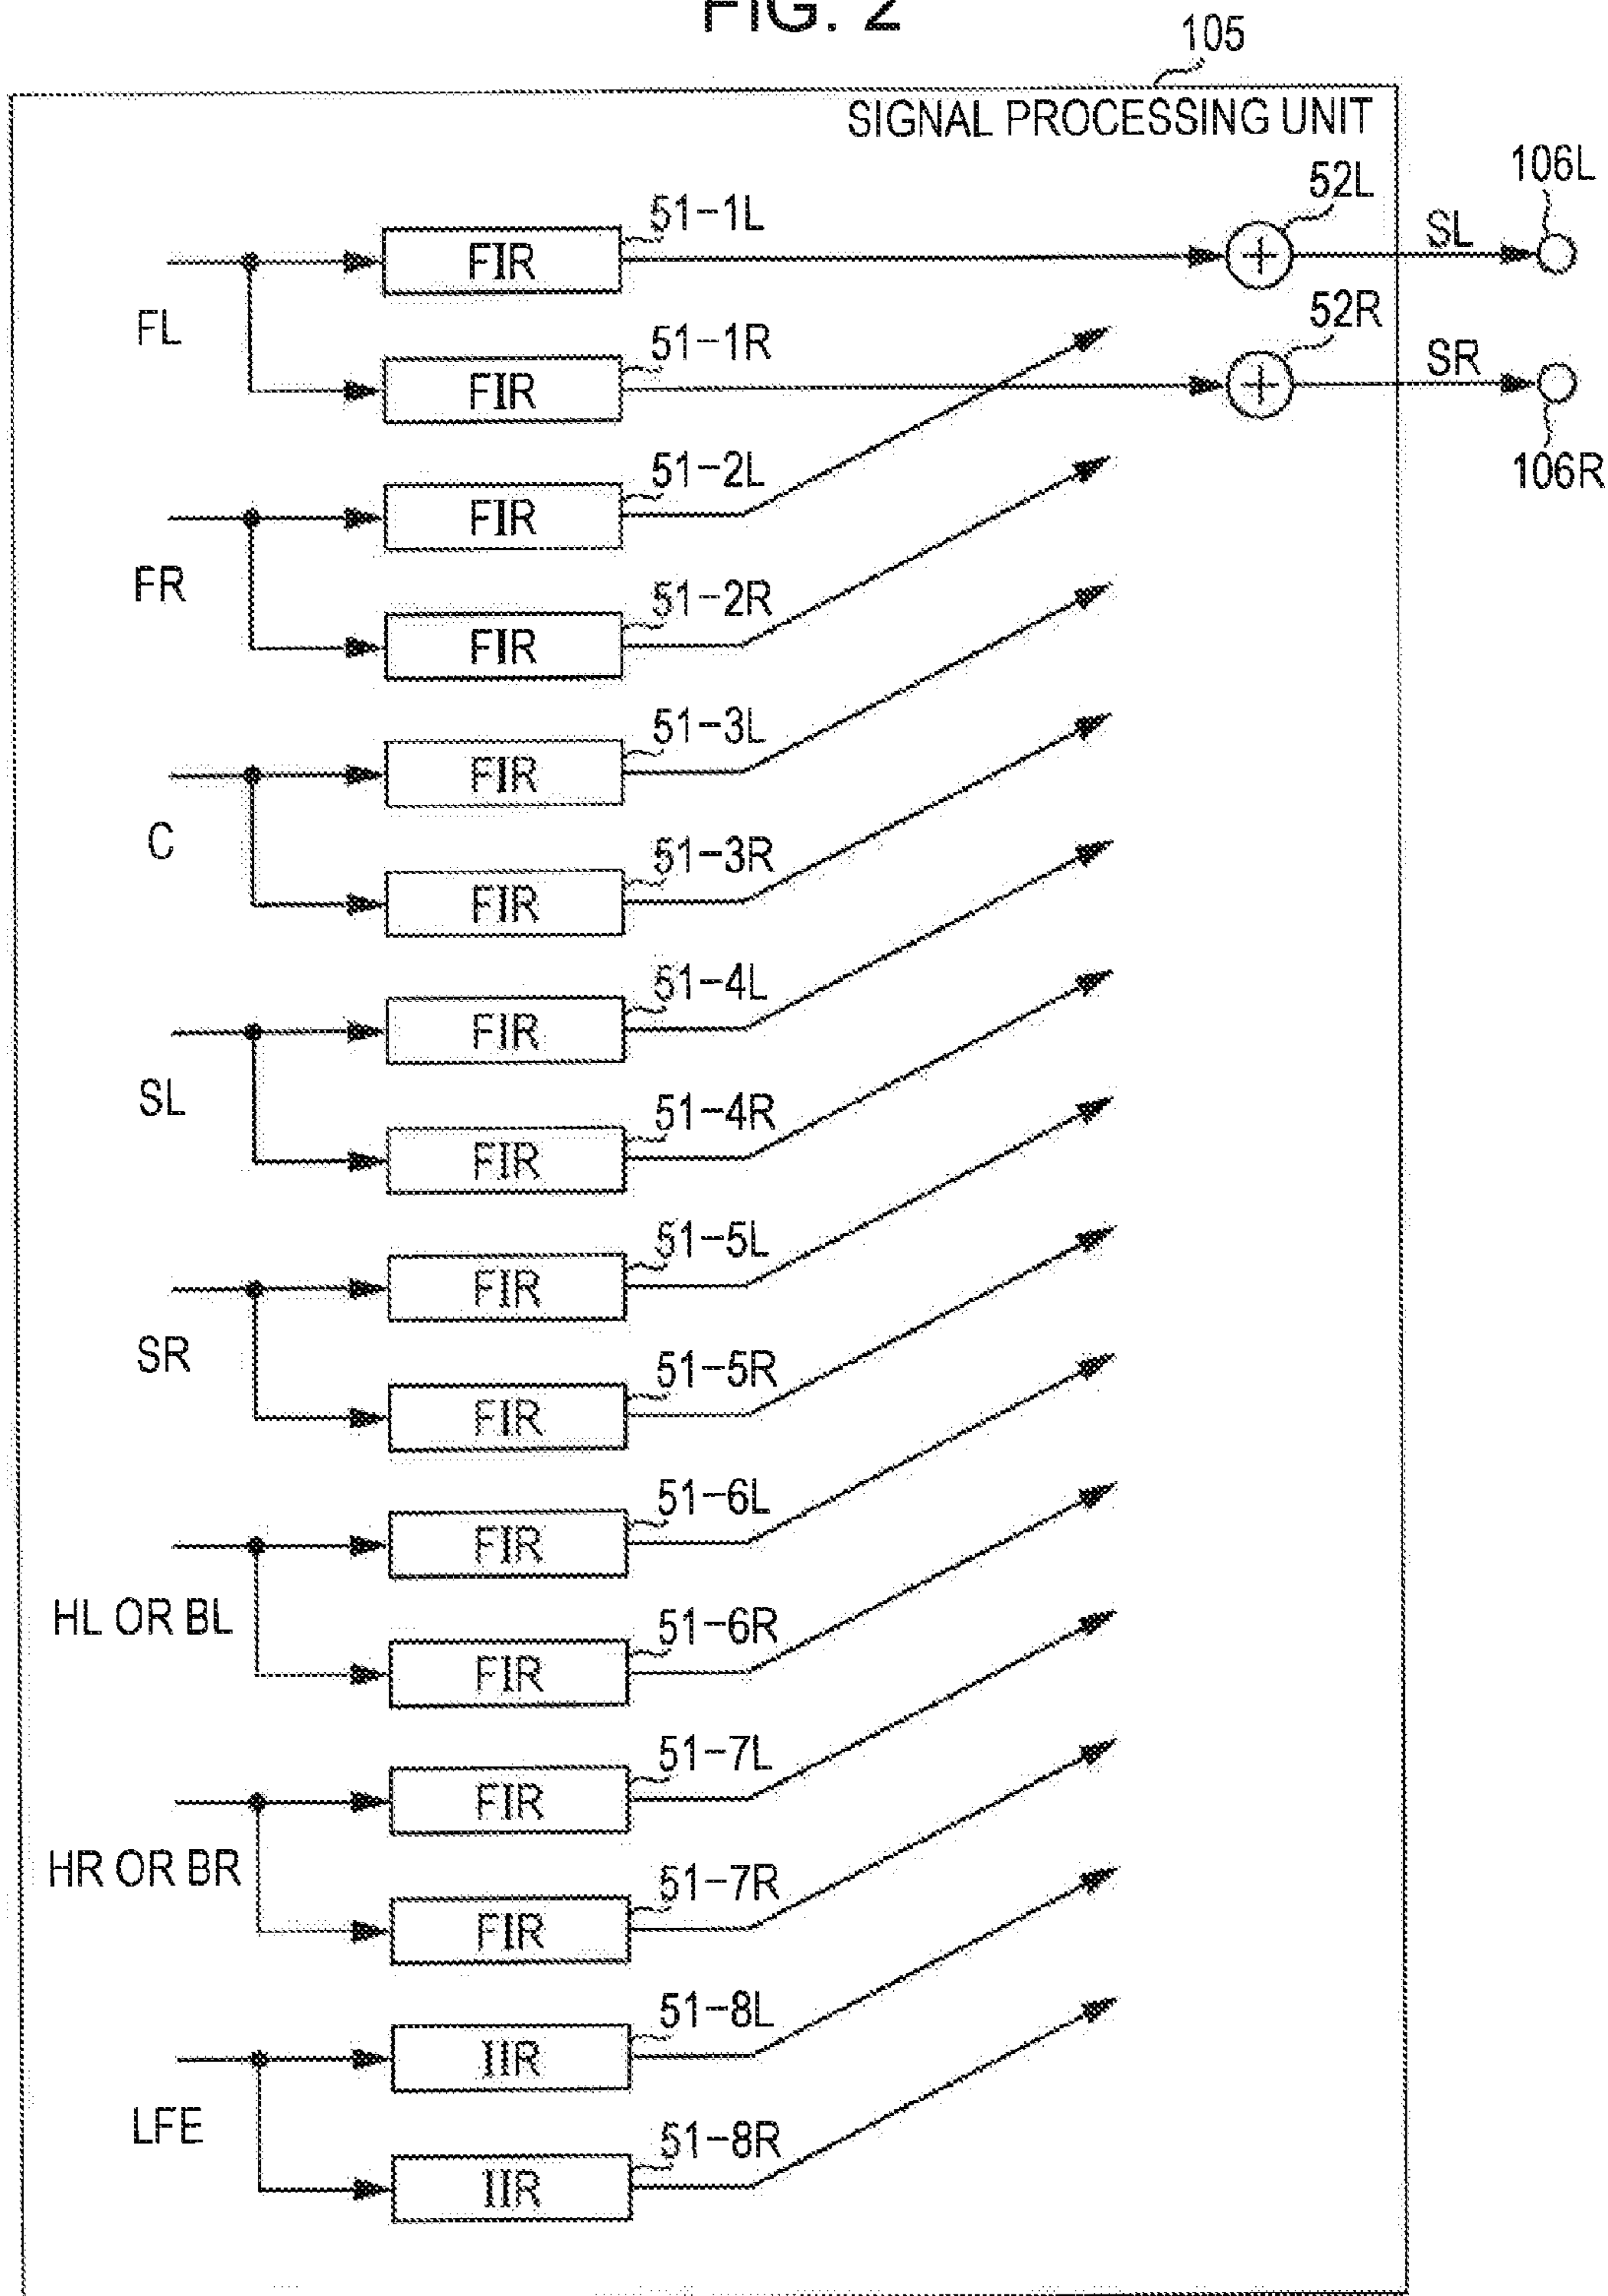 FIG. 2
105
SIGNAL PROCESSING UNIT
106L
52L
51-1L
FIR
SL
FL
52R
51-1R
FIR
SR
106R
51-2L
FIR
FR
51-2R
FIR
51-3L
FIR
C
51-3R
FIR
51-4L
FIR
SL
51-4R
FIR
51-5L
FIR
SR
51-5R
FIR
51-6L
FIR
HL OR BL
51-6R
FIR
51-7L
FIR
HR OR BR
51-7R
FIR
51-8L
IIR
LFE
51-8R
IIR